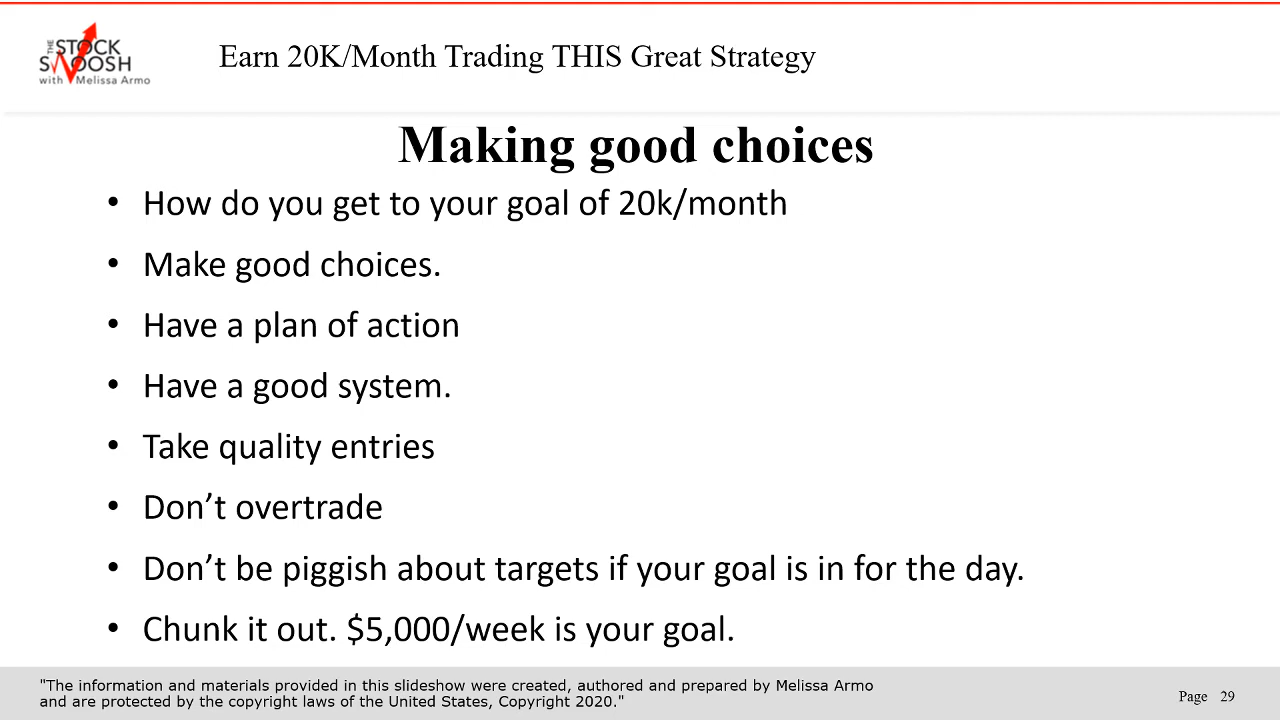 THE
STOCK
SWOOSH
with Melissa Armo
Earn 20K/Month Trading THIS Great Strategy
Making good choices
• How do you get to your goal of 20k/month
• Make good choices.
• Have a plan of action
• Have a good system.
• Take quality entries
• Don’t overtrade
• Don’t be piggish about targets if your goal is in for the day.
• Chunk it out. $5,000/week is your goal.
"The information and materials provided in this slideshow were created, authored and prepared by Melissa Armo
and are protected by the copyright laws of the United States, Copyright 2020."
Page 29